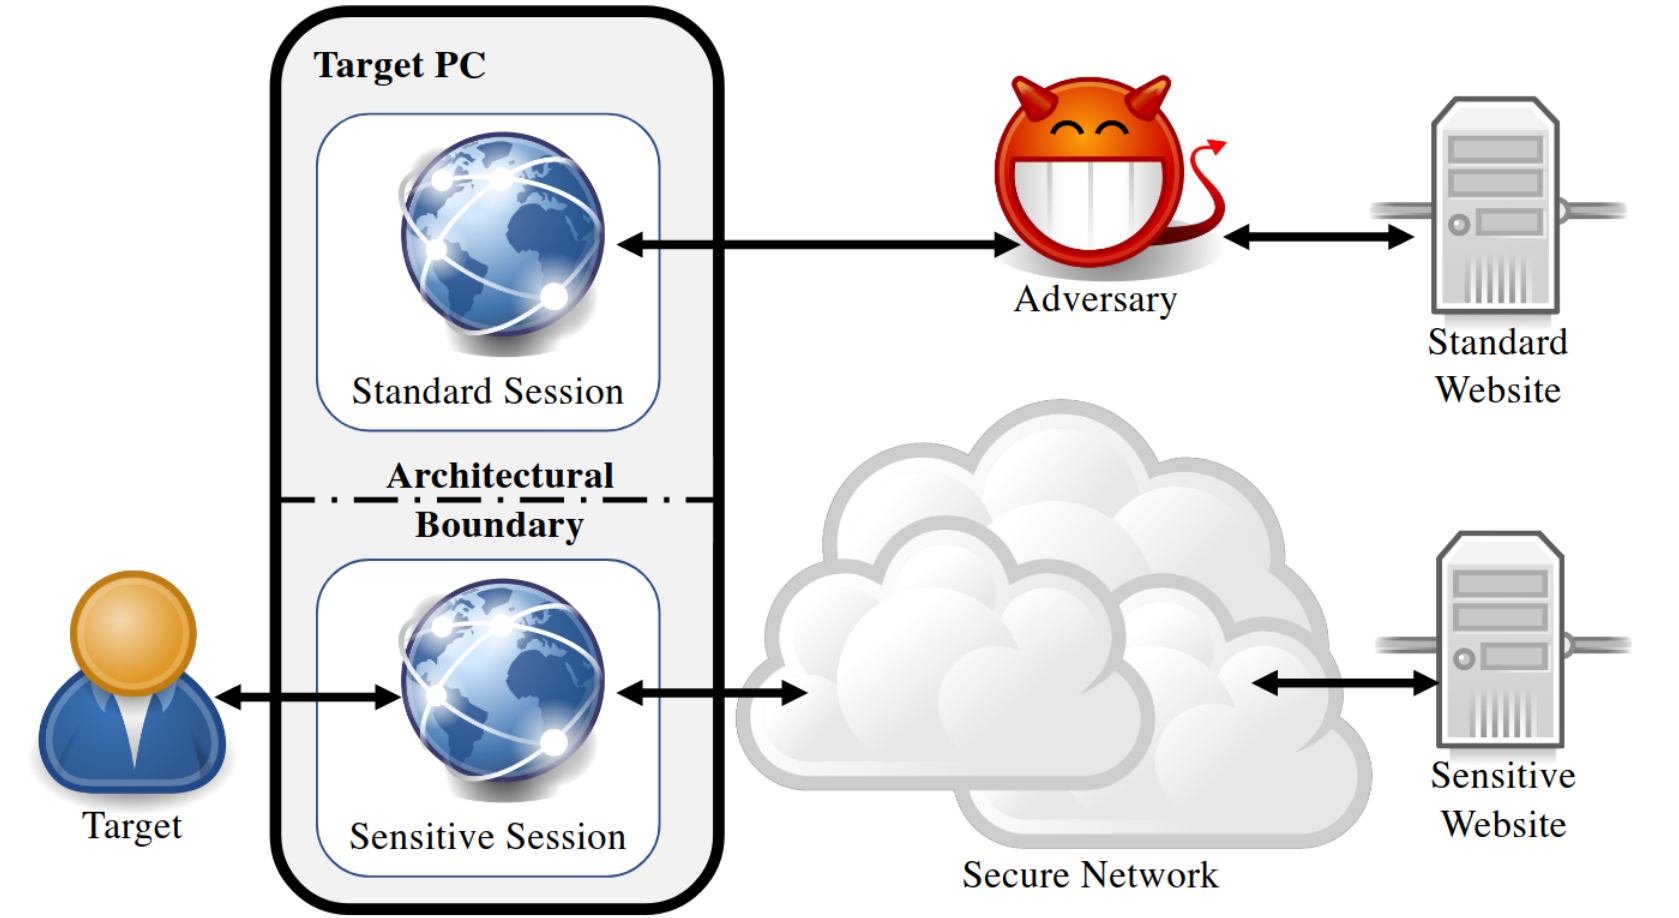 Target PC
Standard Session
Adversary
Standard
Website
Architectural
Boundary
Target
Sensitive Session
Secure Network
Sensitive
Website